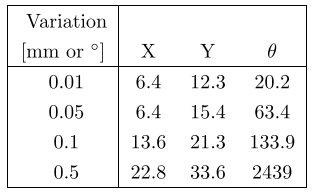 Variation
[mm or °] X Y θ
0.01 6.4 12.3 20.2
0.05 6.4 15.4 63.4
0.1 13.6 21.3 133.9
0.5 22.8 33.6 2439